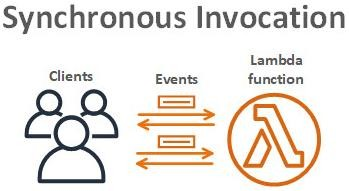 Synchronous Invocation
Clients
Events
Lambda
function